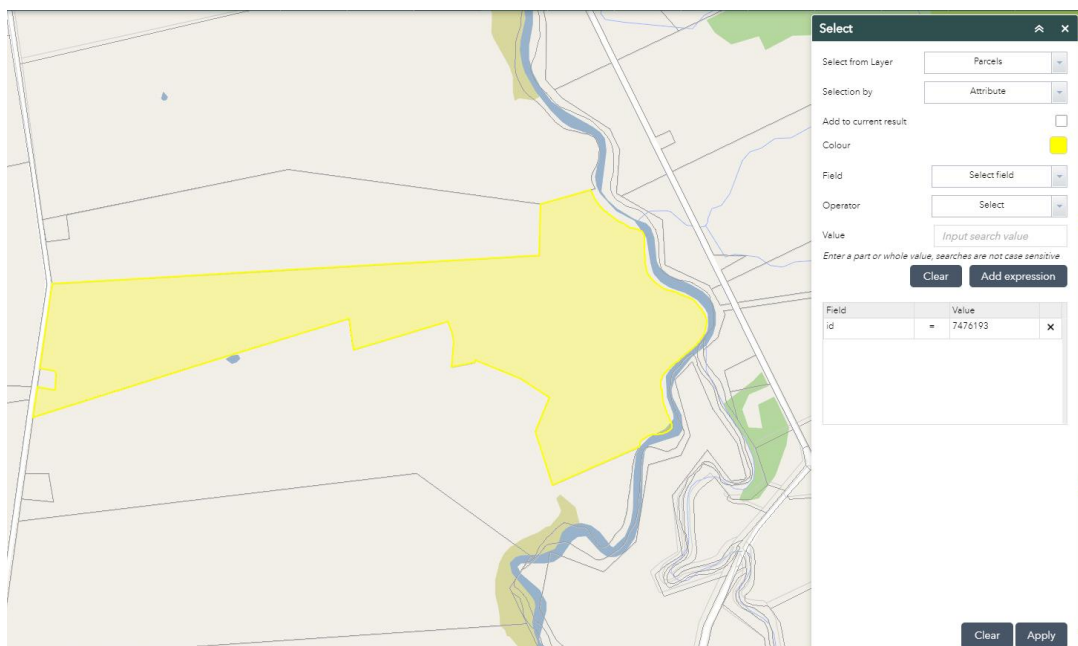 Select
Select from Layer Parcels
Selection by Attribute
Add to current result
Colour
Field Select field
Operator Select
Value Input search value
Enter a part or whole value, searches are not case sensitive
Clear Add expression
Field Value
id = 7476193
Clear Apply